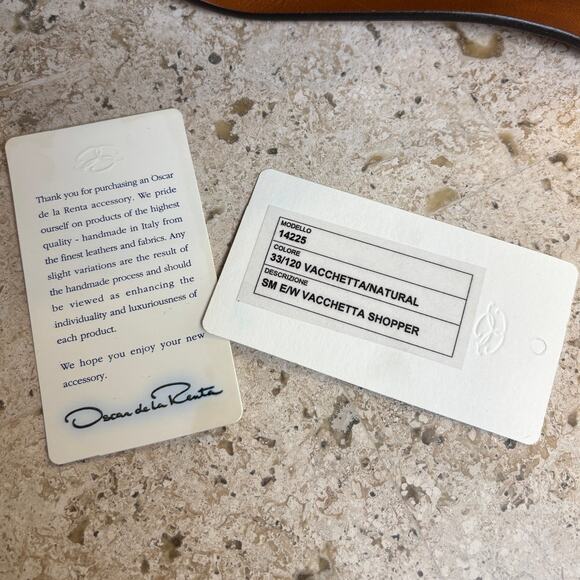 Thank you for purchasing an Oscar
de la Renta accessory. We pride
ourself on products of the highest
quality - handmade in Italy from
the finest leathers and fabrics. Any
slight variations are the result of
the handmade process and should
be viewed as enhancing the
individuality and luxuriousness of
each product.
We hope you enjoy your new
accessory.
Oscar de la Renta
MODELLO
14225
COLORE
33/120 VACCHETTA/NATURAL
DESCRIZIONE
SM E/W VACCHETTA SHOPPER